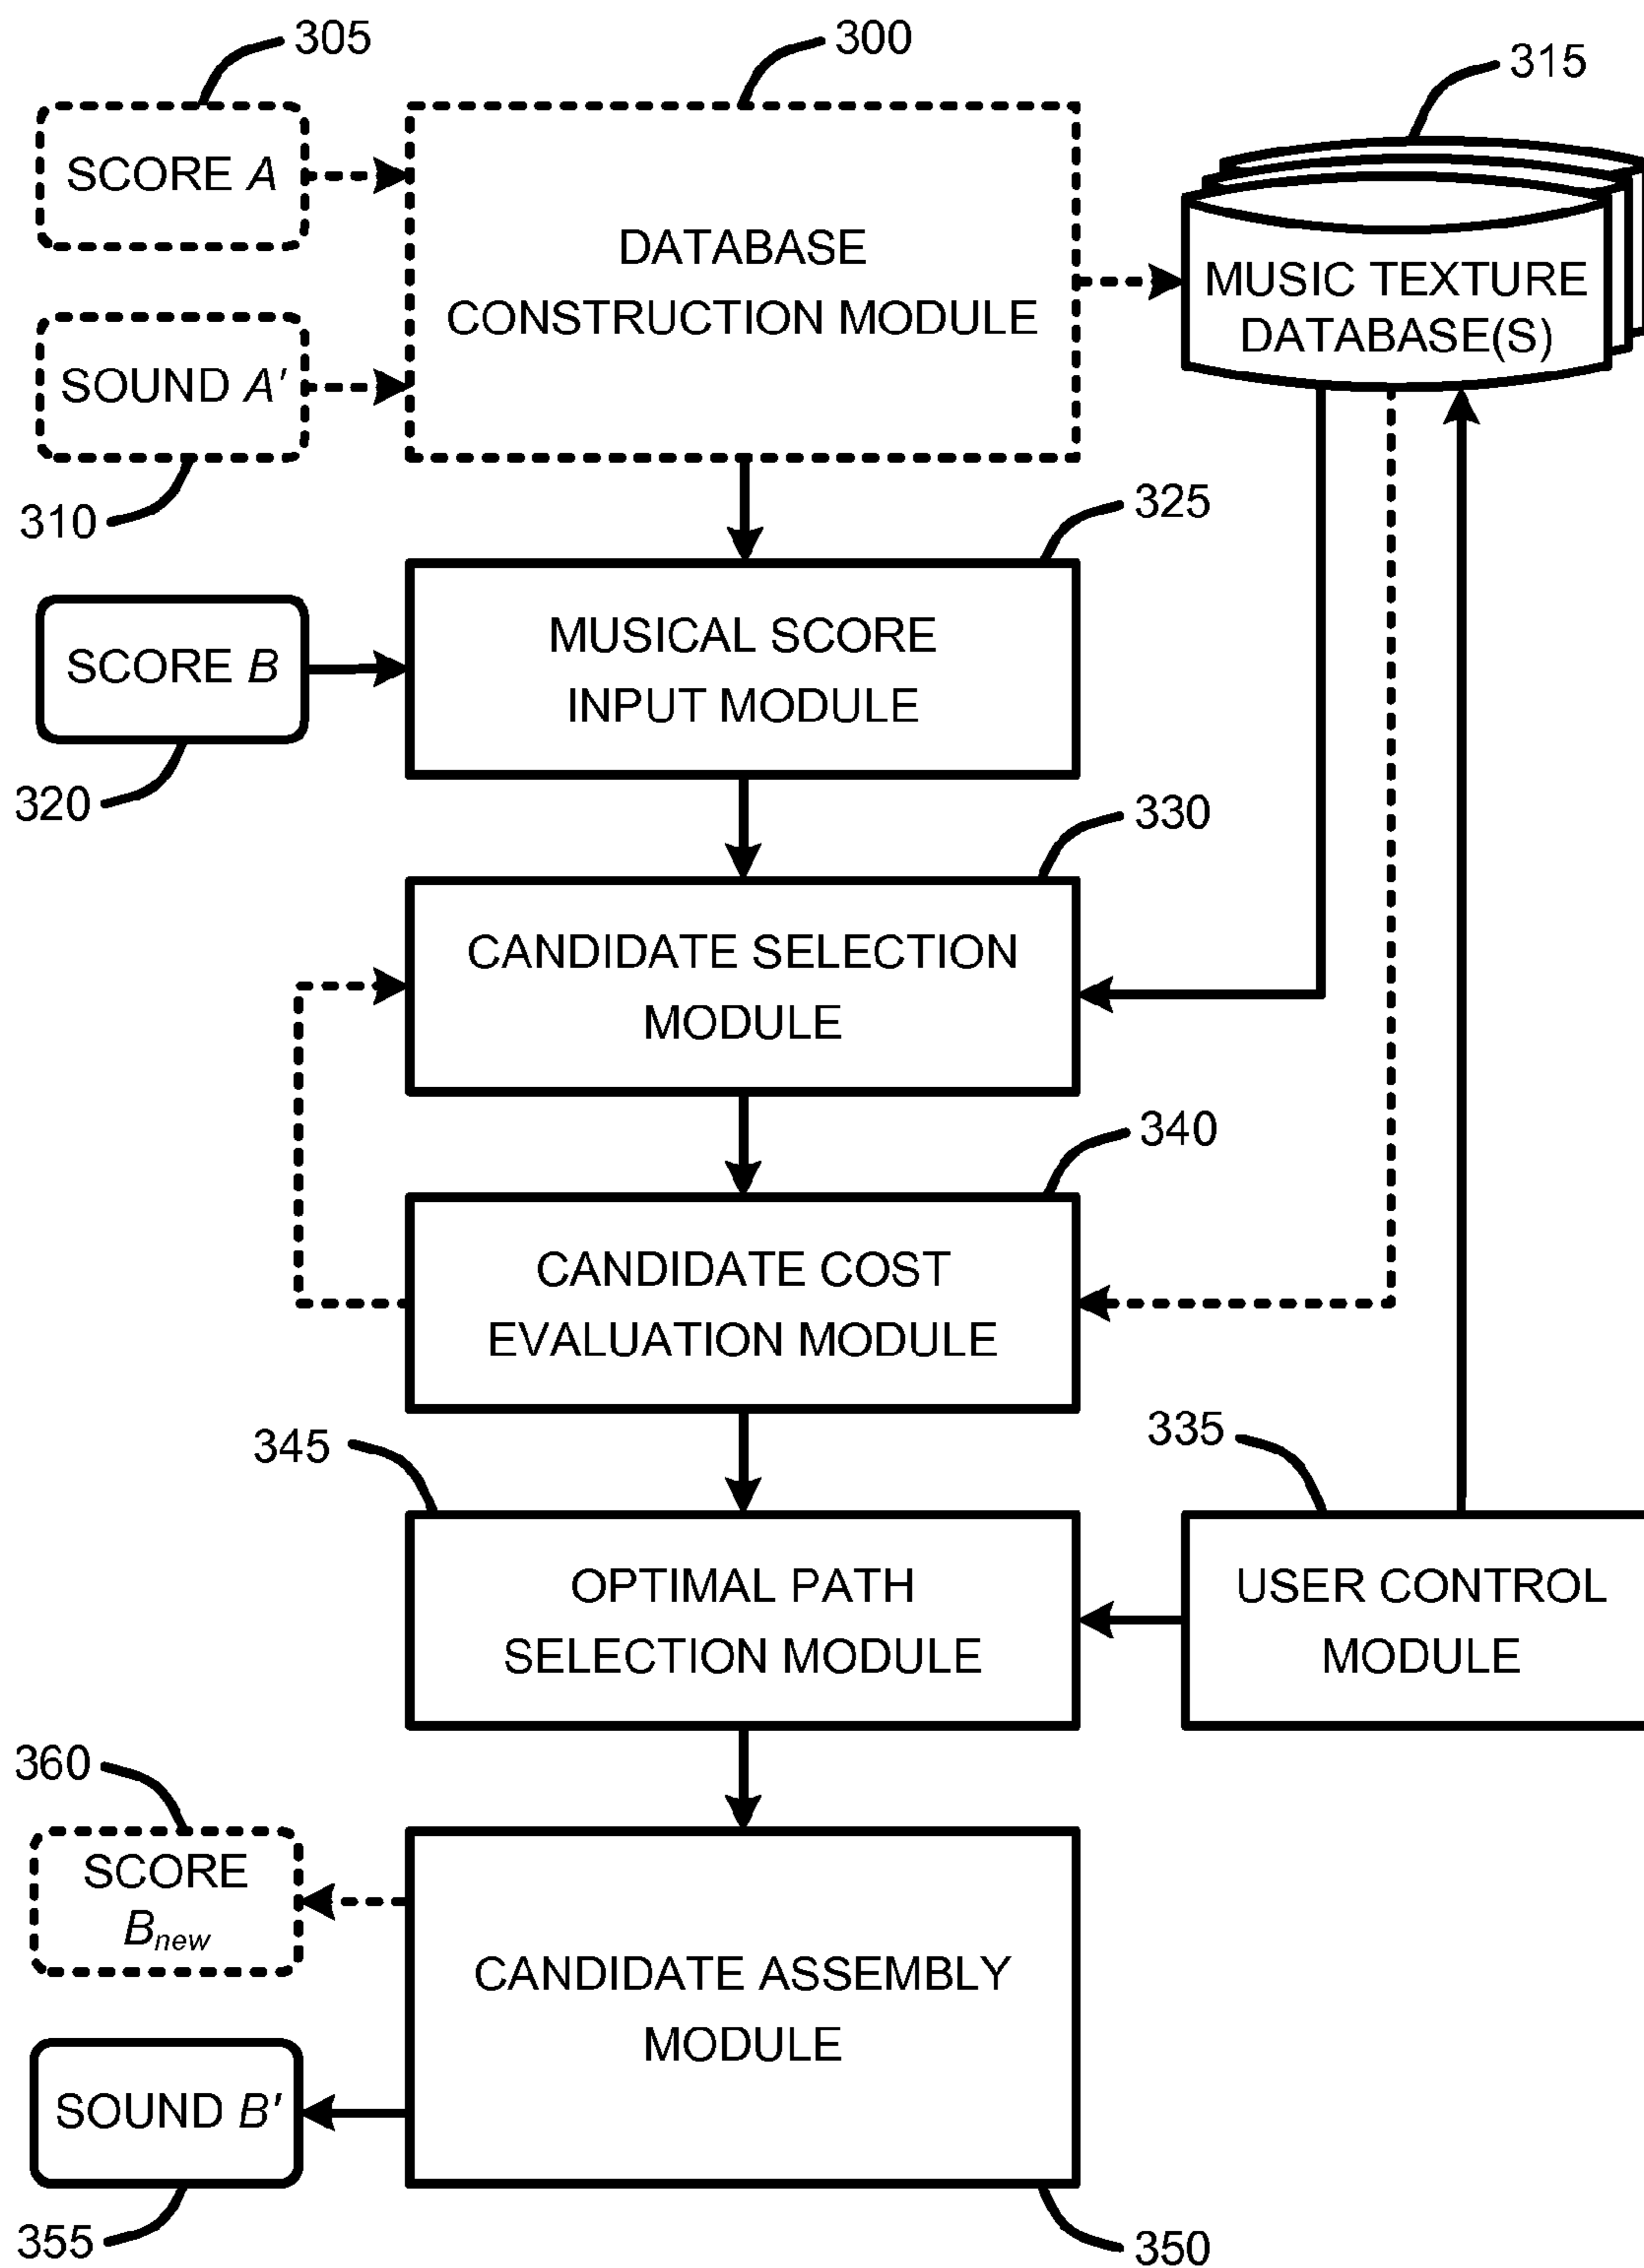 305
300
315
SCORE A
DATABASE
CONSTRUCTION MODULE
MUSIC TEXTURE
DATABASE(S)
SOUND A'
310
325
SCORE B
MUSICAL SCORE
INPUT MODULE
320
330
CANDIDATE SELECTION
MODULE
340
CANDIDATE COST
EVALUATION MODULE
345
335
OPTIMAL PATH
SELECTION MODULE
USER CONTROL
MODULE
360
SCORE
Bnew
CANDIDATE ASSEMBLY
MODULE
SOUND B'
355
350